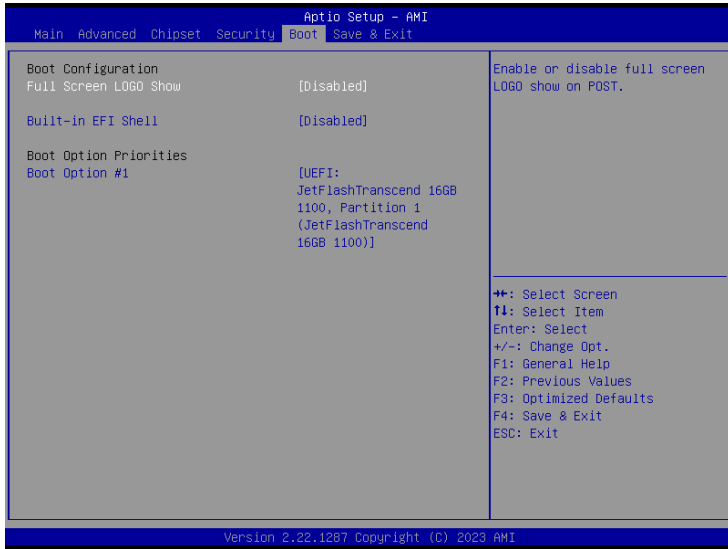 Aptio Setup - AMI
Main Advanced Chipset Security Boot Save & Exit
Boot Configuration
Full Screen LOGO Show [Disabled]
Built-in EFI Shell [Disabled]
Boot Option Priorities
Boot Option #1 [UEFI:
JetFlashTranscend 16GB
1100, Partition 1
(JetFlashTranscend
16GB 1100)]
Enable or disable full screen
LOGO show on POST.
→←: Select Screen
↑↓: Select Item
Enter: Select
+/-: Change Opt.
F1: General Help
F2: Previous Values
F3: Optimized Defaults
F4: Save & Exit
ESC: Exit
Version 2.22.1287 Copyright (C) 2023 AMI